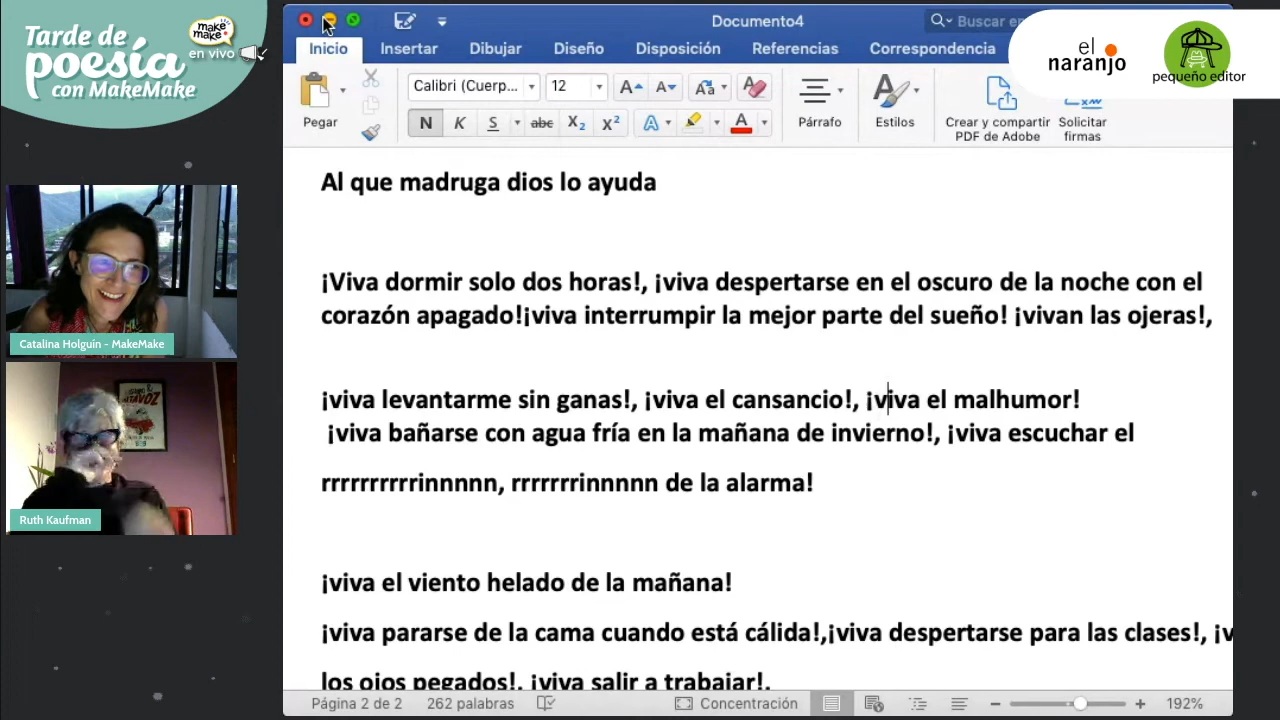 Tarde de
poesía
con MakeMake
make
make
en vivo
Documento4
Buscar en
Inicio
Insertar
Dibujar
Diseño
Disposición
Referencias
Correspondencia
el
naranjo
pequeño editor
Pegar
Calibri (Cuerp...
12
N K S abc X₂ X²
Párrafo
Estilos
Crear y compartir
PDF de Adobe
Solicitar
firmas
Al que madruga dios lo ayuda
¡Viva dormir solo dos horas!, ¡viva despertarse en el oscuro de la noche con el
corazón apagado!¡viva interrumpir la mejor parte del sueño! ¡vivan las ojeras!,
¡viva levantarme sin ganas!, ¡viva el cansancio!, ¡viva el malhumor!
¡viva bañarse con agua fría en la mañana de invierno!, ¡viva escuchar el
rrrrrrrrrrinnnnn, rrrrrrrinnnnn de la alarma!
¡viva el viento helado de la mañana!
¡viva pararse de la cama cuando está cálida!,¡viva despertarse para las clases!, ¡v
los ojos pegados!, ¡viva salir a trabajar!,
Catalina Holguín - MakeMake
Ruth Kaufman
Página 2 de 2
262 palabras
Concentración
192%